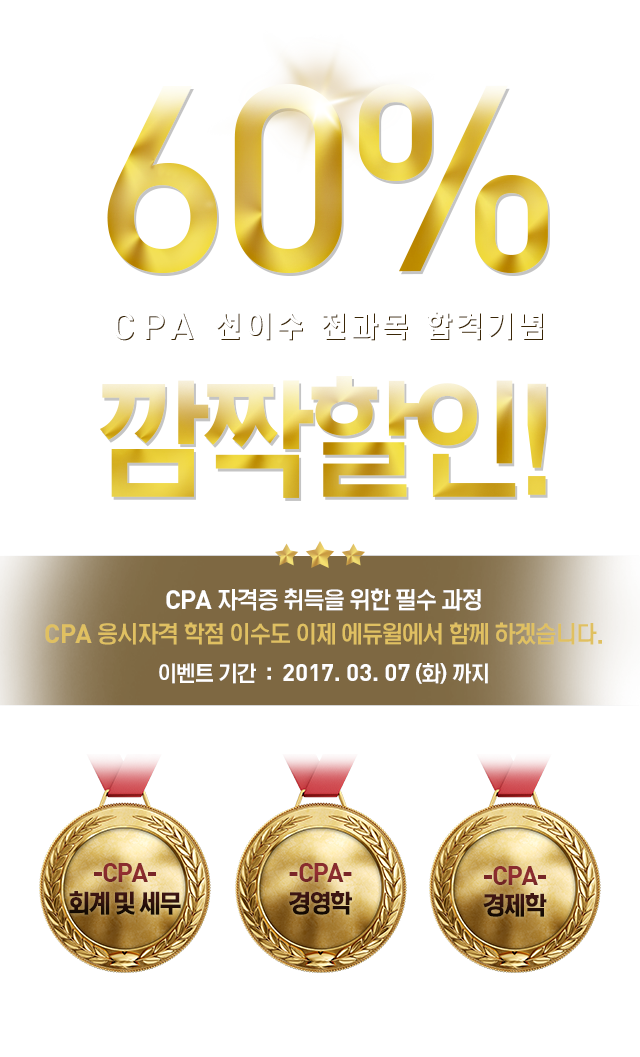 60%
CPA 선이수 전과목 합격기념
깜짝할인!
CPA 자격증 취득을 위한 필수 과정
CPA 응시자격 학점 이수도 이제 에듀윌에서 함께 하겠습니다.
이벤트 기간 : 2017. 03. 07 (화) 까지
-CPA-
회계 및 세무
-CPA-
경영학
-CPA-
경제학